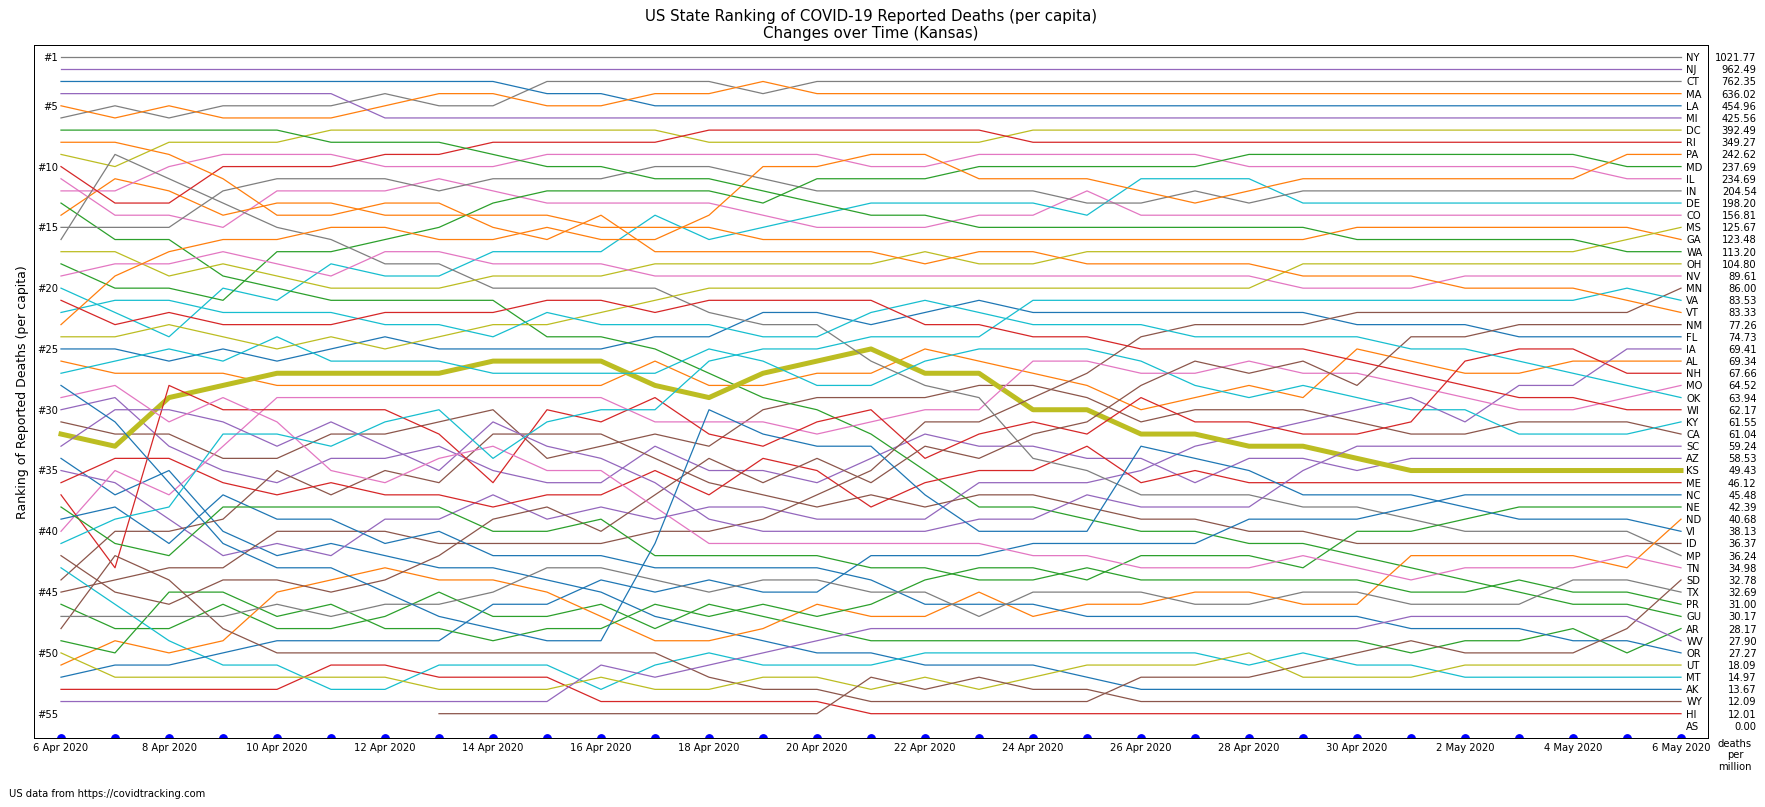 US State Ranking of COVID-19 Reported Deaths (per capita)
Changes over Time (Kansas)
Ranking of Reported Deaths (per capita)
#1
#5
#10
#15
#20
#25
#30
#35
#40
#45
#50
#55
NY 1021.77
NJ 962.49
CT 762.35
MA 636.02
LA 454.96
MI 425.56
DC 392.49
RI 349.27
PA 242.62
MD 237.69
IL 234.69
IN 204.54
DE 198.20
CO 156.81
MS 125.67
GA 123.48
WA 113.20
OH 104.80
NV 89.61
MN 86.00
VA 83.53
VT 83.33
NM 77.26
FL 74.73
IA 69.41
AL 69.34
NH 67.66
MO 64.52
OK 63.94
WI 62.17
KY 61.55
CA 61.04
SC 59.24
AZ 58.53
KS 49.43
ME 46.12
NC 45.48
NE 42.39
ND 40.68
VI 38.13
ID 36.37
MP 36.24
TN 34.98
SD 32.78
TX 32.69
PR 31.00
GU 30.17
AR 28.17
WV 27.90
OR 27.27
UT 18.09
MT 14.97
AK 13.67
WY 12.09
HI 12.01
AS 0.00
6 Apr 2020 8 Apr 2020 10 Apr 2020 12 Apr 2020 14 Apr 2020 16 Apr 2020 18 Apr 2020 20 Apr 2020 22 Apr 2020 24 Apr 2020 26 Apr 2020 28 Apr 2020 30 Apr 2020 2 May 2020 4 May 2020 6 May 2020
deaths
per
million
US data from https://covidtracking.com